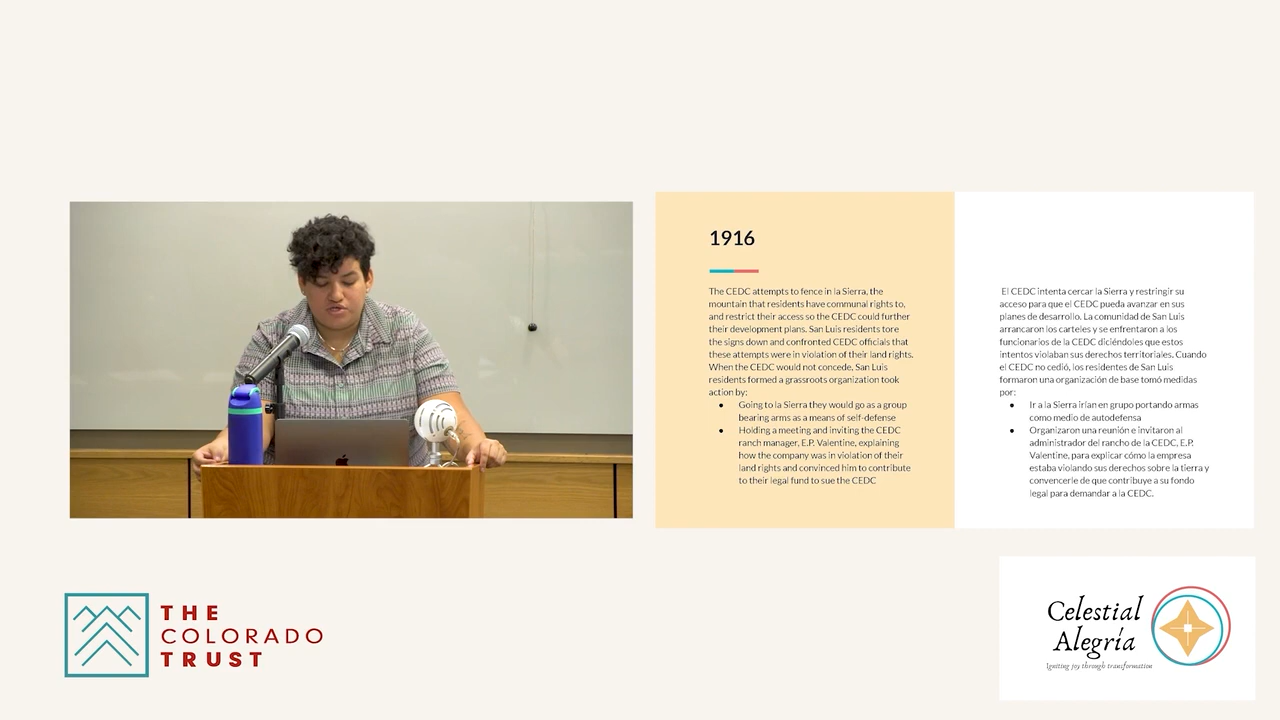 1916
The CEDC attempts to fence in la Sierra, the
mountain that residents have communal rights to,
and restrict their access so the CEDC could further
their development plans. San Luis residents tore
the signs down and confronted CEDC officials that
these attempts were in violation of their land rights.
When the CEDC would not concede, San Luis
residents formed a grassroots organization took
action by:
● Going to la Sierra they would go as a group
bearing arms as a means of self-defense
● Holding a meeting and inviting the CEDC
ranch manager, E.P. Valentine, explaining
how the company was in violation of their
land rights and convinced him to contribute
to their legal fund to sue the CEDC
El CEDC intenta cercar la Sierra y restringir su
acceso para que el CEDC pueda avanzar en sus
planes de desarrollo. La comunidad de San Luis
arrancaron los carteles y se enfrentaron a los
funcionarios de la CEDC diciéndoles que estos
intentos violaban sus derechos territoriales. Cuando
el CEDC no cedió, los residentes de San Luis
formaron una organización de base tomó medidas
por:
● Ir a la Sierra irían en grupo portando armas
como medio de autodefensa
● Organizaron una reunión e invitaron al
administrador del rancho de la CEDC, E.P.
Valentine, para explicar cómo la empresa
estaba violando sus derechos sobre la tierra y
convencerle de que contribuye a su fondo
legal para demandar a la CEDC.
THE
COLORADO
TRUST
Celestial
Alegría
Igniting joy through transformation